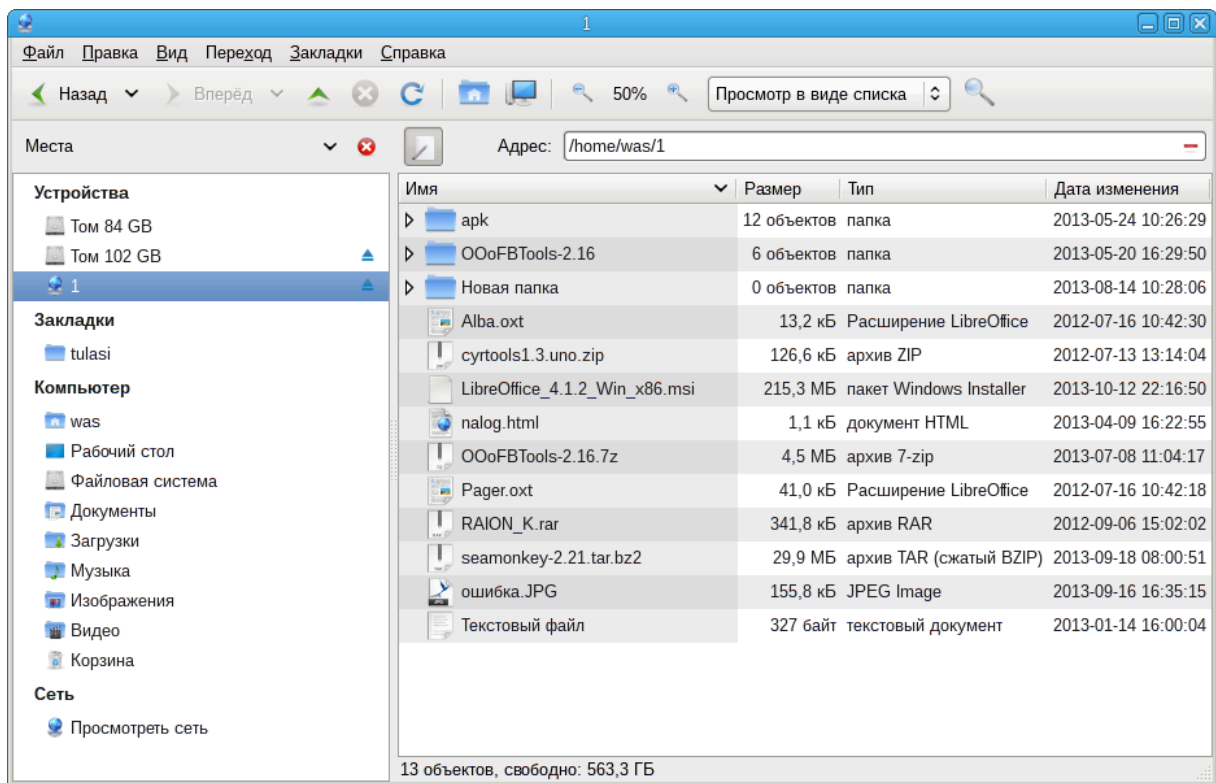 1
Файл Правка Вид Переход Закладки Справка
Назад Вперёд 50% Просмотр в виде списка
Места Адрес: /home/was/1
Устройства
Том 84 GB
Том 102 GB
1
Закладки
tulasi
Компьютер
was
Рабочий стол
Файловая система
Документы
Загрузки
Музыка
Изображения
Видео
Корзина
Сеть
Просмотреть сеть
Имя Размер Тип Дата изменения
apk 12 объектов папка 2013-05-24 10:26:29
OOoFBTools-2.16 6 объектов папка 2013-05-20 16:29:50
Новая папка 0 объектов папка 2013-08-14 10:28:06
Alba.oxt 13,2 кБ Расширение LibreOffice 2012-07-16 10:42:30
cyrtools1.3.uno.zip 126,6 кБ архив ZIP 2012-07-13 13:14:04
LibreOffice_4.1.2_Win_x86.msi 215,3 МБ пакет Windows Installer 2013-10-12 22:16:50
nalog.html 1,1 кБ документ HTML 2013-04-09 16:22:55
OOoFBTools-2.16.7z 4,5 МБ архив 7-zip 2013-07-08 11:04:17
Pager.oxt 41,0 кБ Расширение LibreOffice 2012-07-16 10:42:18
RAION_K.rar 341,8 кБ архив RAR 2012-09-06 15:02:02
seamonkey-2.21.tar.bz2 29,9 МБ архив TAR (сжатый BZIP) 2013-09-18 08:00:51
ошибка.JPG 155,8 кБ JPEG Image 2013-09-16 16:35:15
Текстовый файл 327 байт текстовый документ 2013-01-14 16:00:04
13 объектов, свободно: 563,3 ГБ